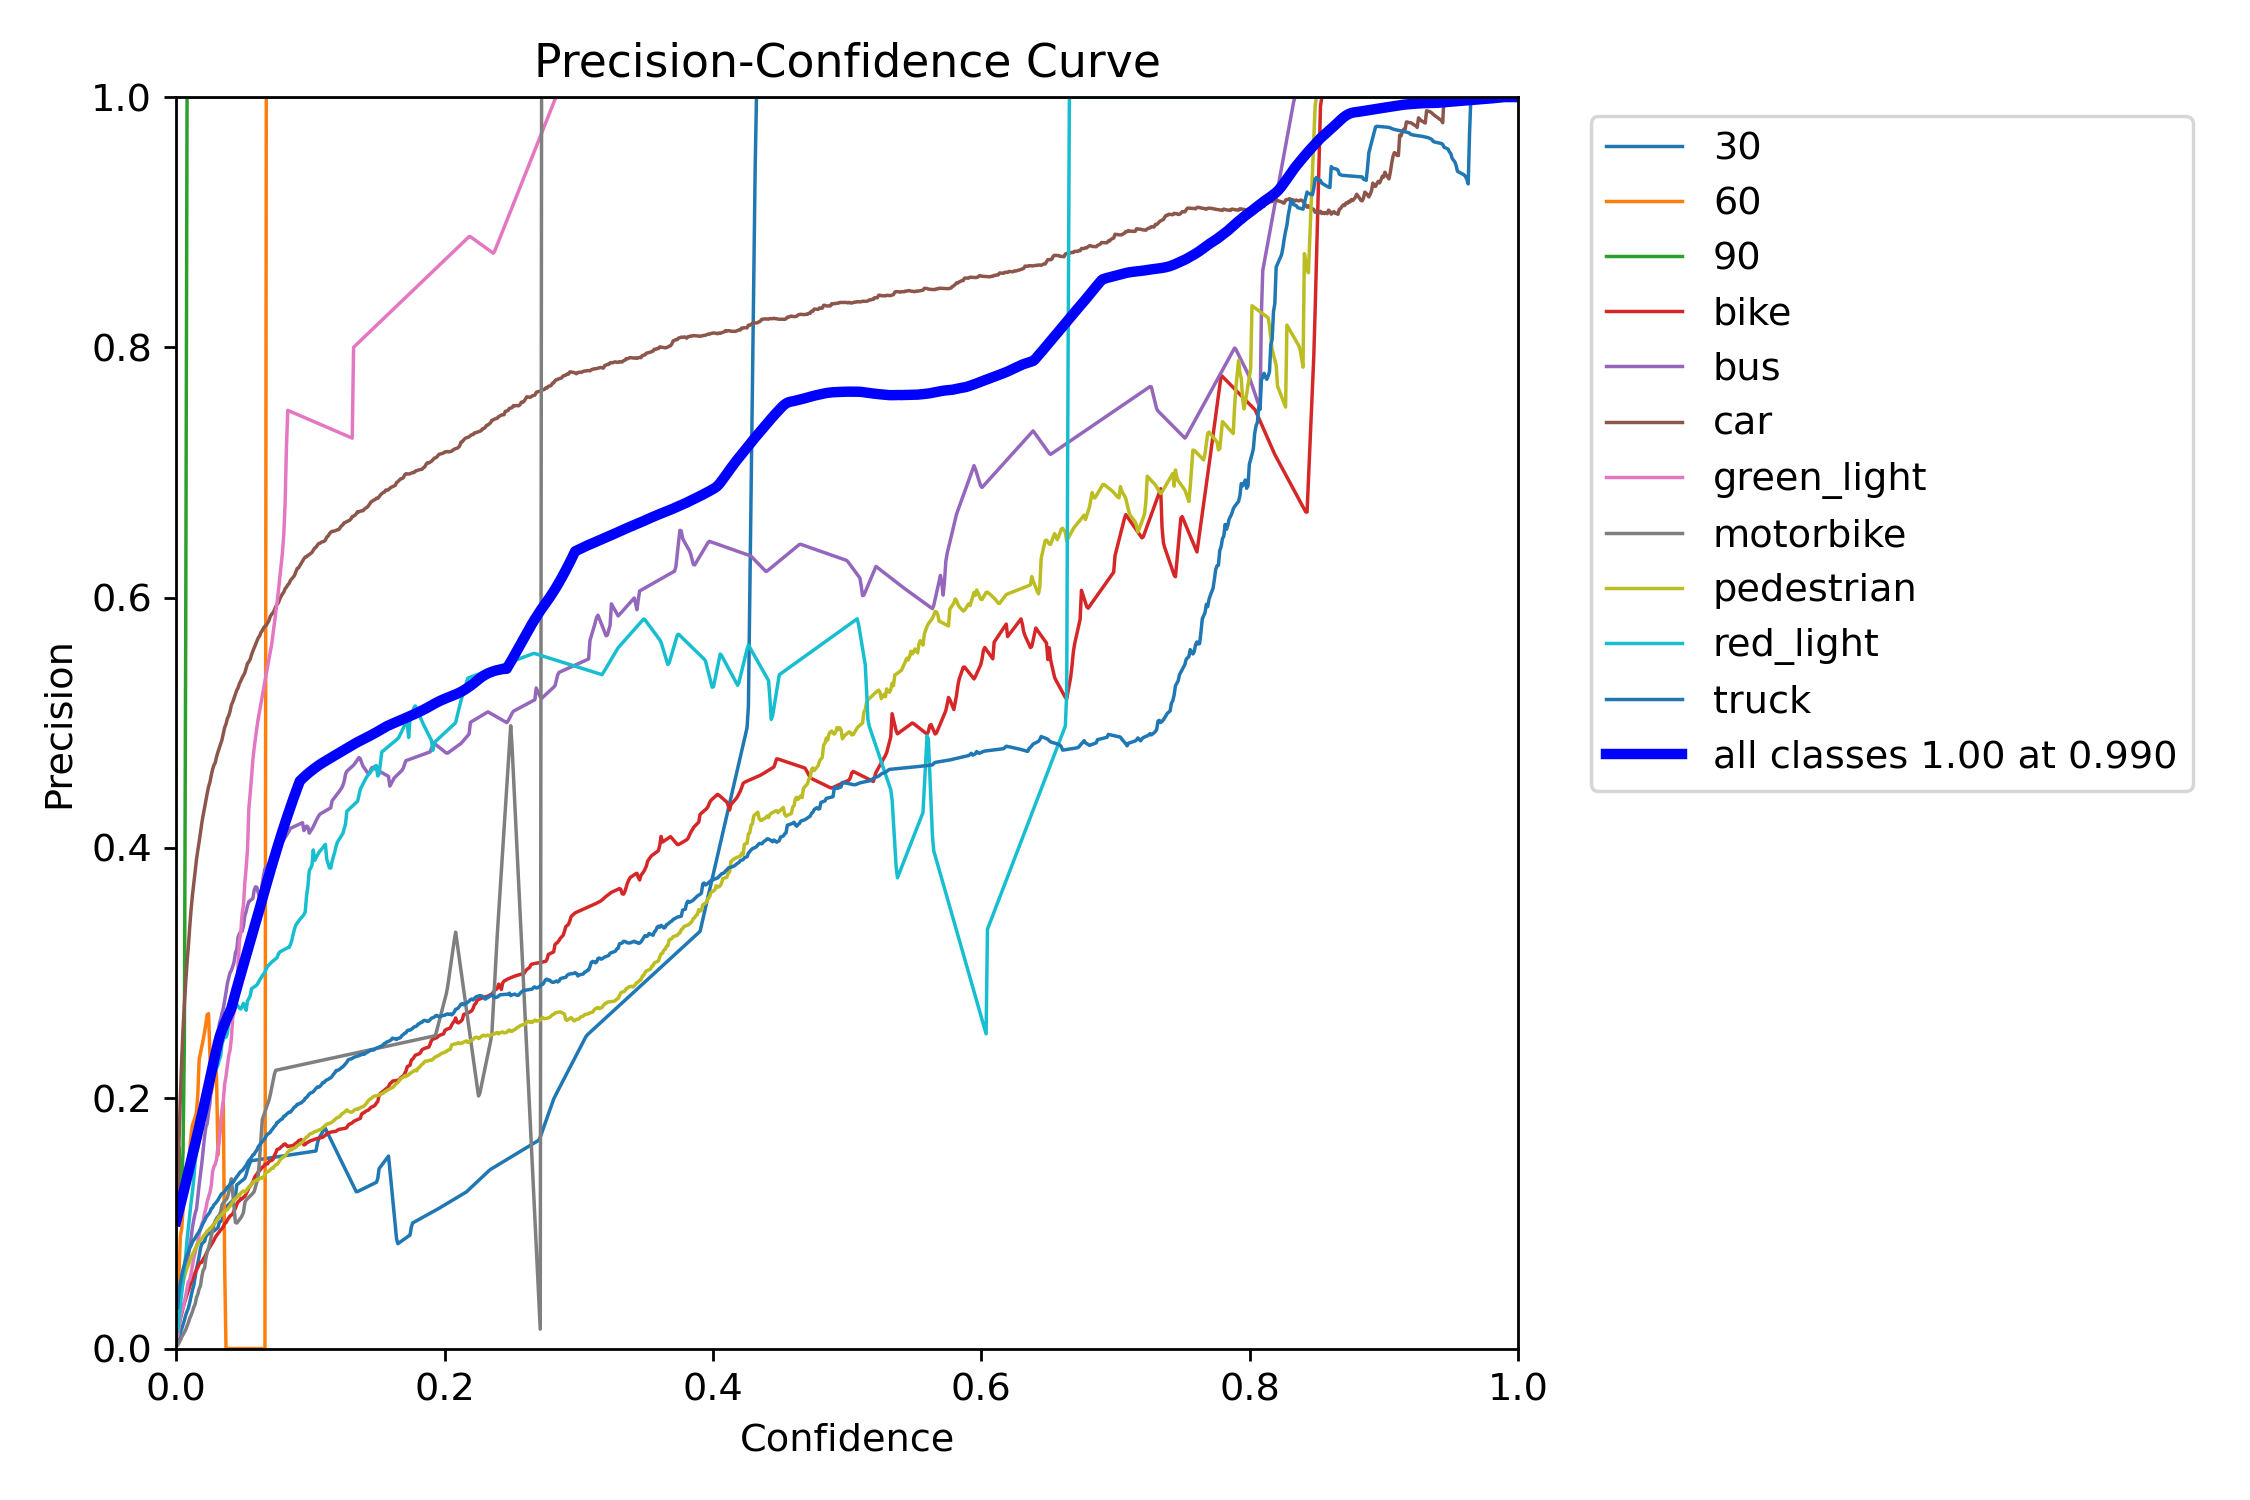 Precision-Confidence Curve
1.0
0.8
0.6
0.4
0.2
0.0
Precision
0.0 0.2 0.4 0.6 0.8 1.0
Confidence
30
60
90
bike
bus
car
green_light
motorbike
pedestrian
red_light
truck
all classes 1.00 at 0.990